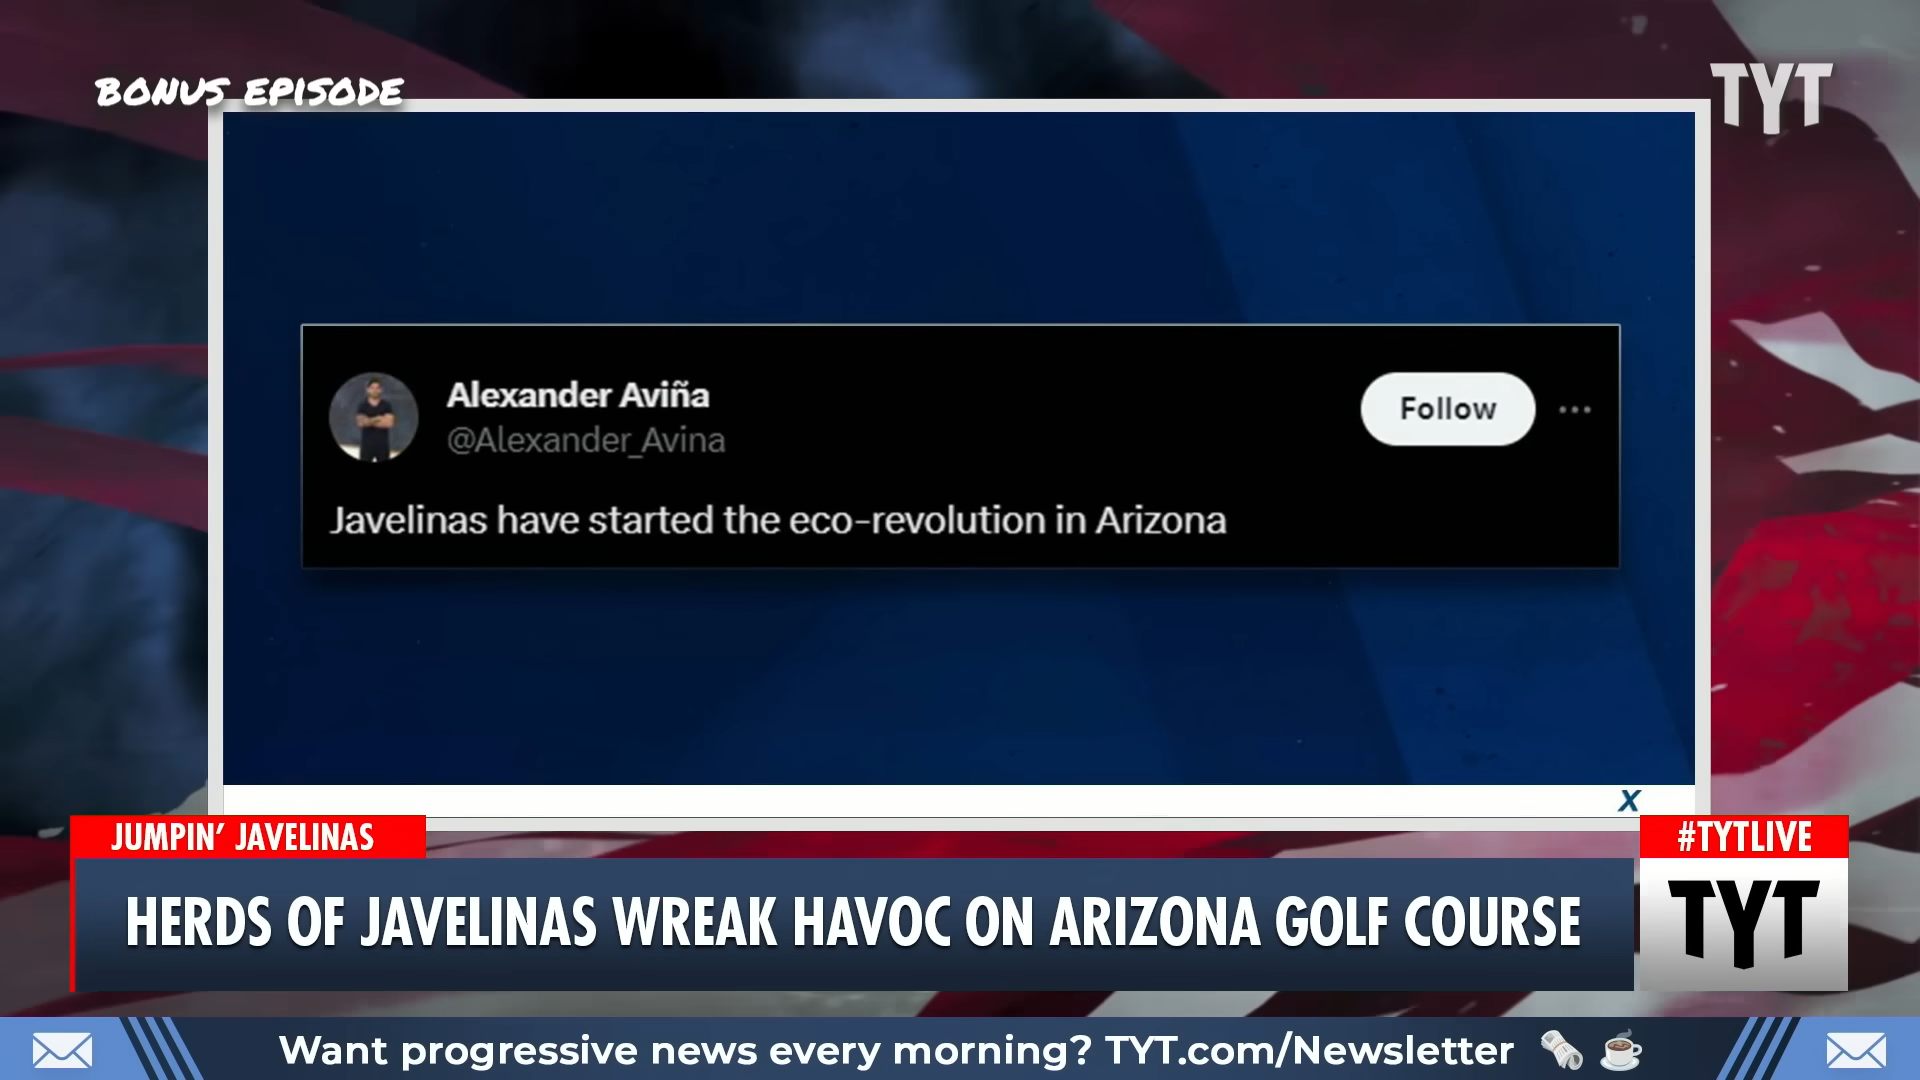 BONUS EPISODE
TYT
Alexander Aviña
@Alexander_Avina
Follow
Javelinas have started the eco-revolution in Arizona
X
JUMPIN’ JAVELINAS
#TYTLIVE
HERDS OF JAVELINAS WREAK HAVOC ON ARIZONA GOLF COURSE
TYT
Want progressive news every morning? TYT.com/Newsletter